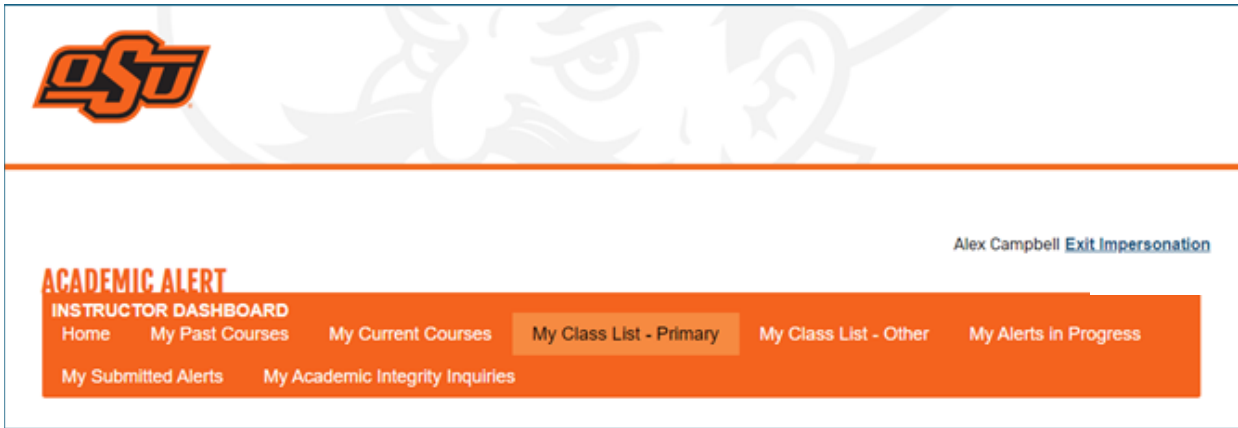 OSU
Alex Campbell Exit Impersonation
ACADEMIC ALERT
INSTRUCTOR DASHBOARD
Home My Past Courses My Current Courses My Class List - Primary My Class List - Other My Alerts in Progress
My Submitted Alerts My Academic Integrity Inquiries